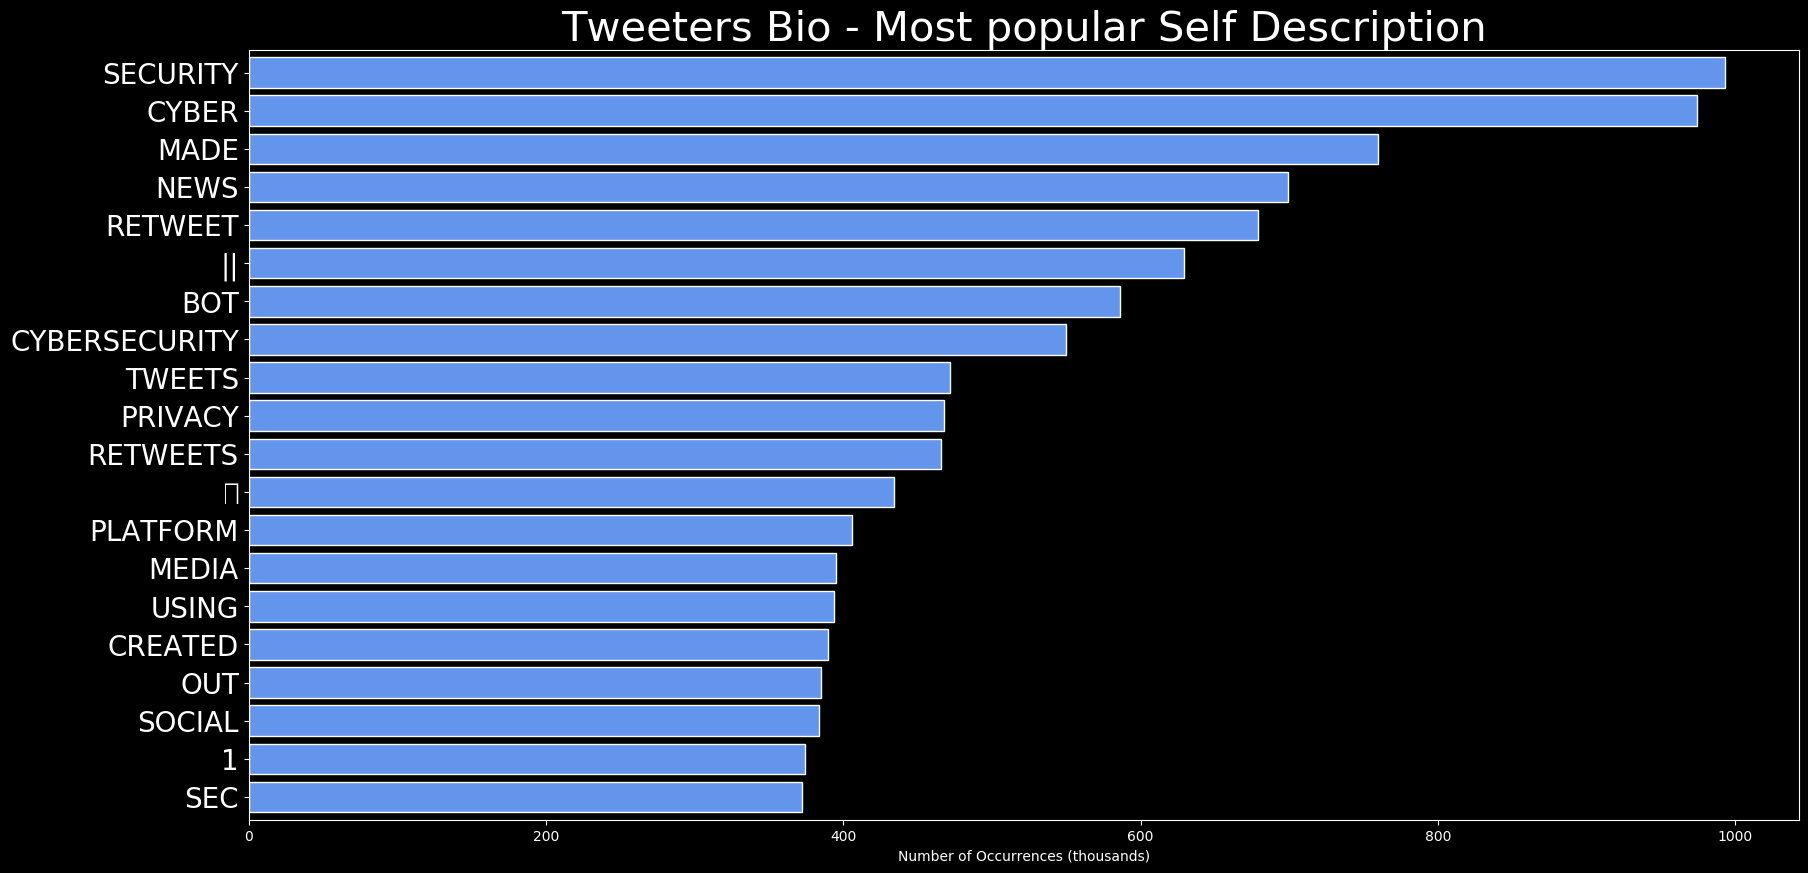 Tweeters Bio - Most popular Self Description
SECURITY
CYBER
MADE
NEWS
RETWEET
||
BOT
CYBERSECURITY
TWEETS
PRIVACY
RETWEETS
PLATFORM
MEDIA
USING
CREATED
OUT
SOCIAL
1
SEC
0 200 400 600 800 1000
Number of Occurrences (thousands)